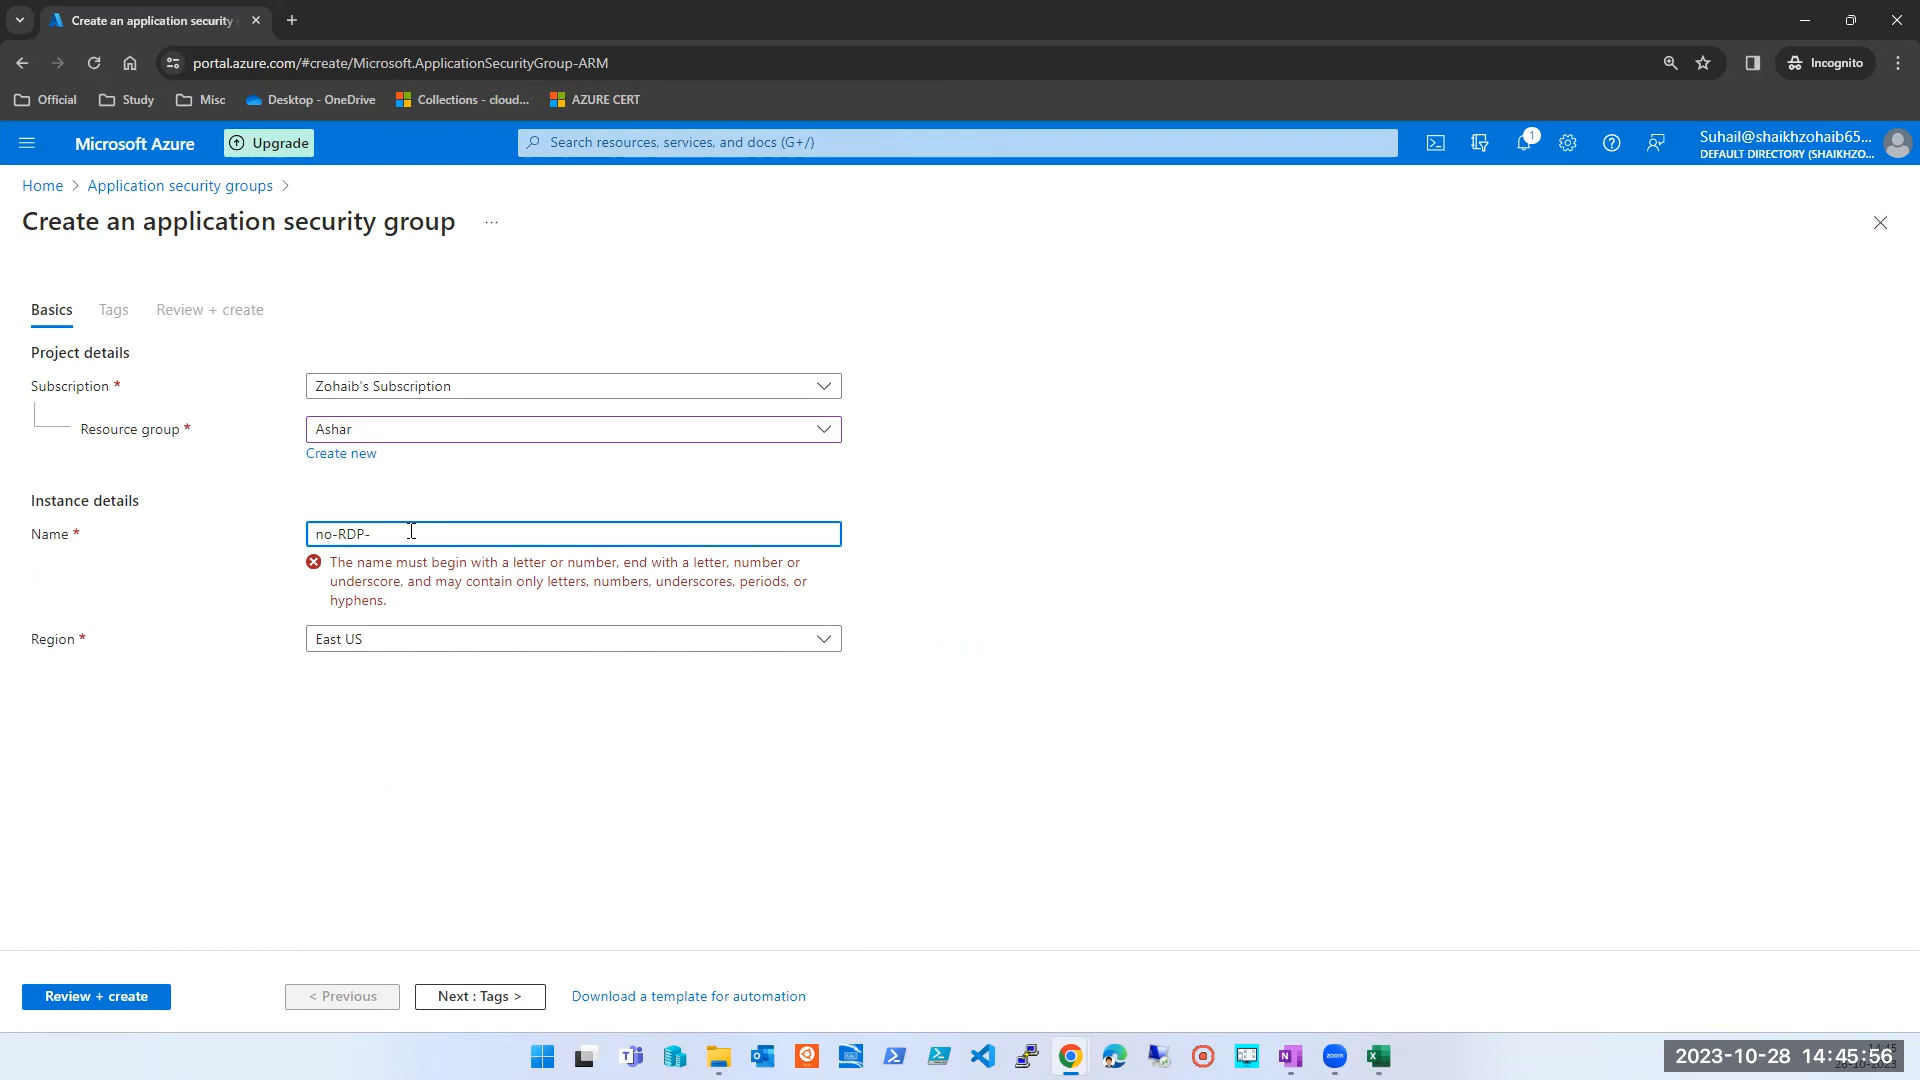 Create an application security
portal.azure.com/#create/Microsoft.ApplicationSecurityGroup-ARM
Incognito
Official
Study
Misc
Desktop - OneDrive
Collections - cloud...
AZURE CERT
Microsoft Azure
Upgrade
Search resources, services, and docs (G+/)
1
Suhail@shaikhzohaib65...
DEFAULT DIRECTORY (SHAIKHZO...
Home
Application security groups
Create an application security group
...
Basics
Tags
Review + create
Project details
Subscription *
Zohaib's Subscription
Resource group *
Ashar
Create new
Instance details
Name *
no-RDP-
The name must begin with a letter or number, end with a letter, number or
underscore, and may contain only letters, numbers, underscores, periods, or
hyphens.
Region *
East US
Review + create
< Previous
Next : Tags >
Download a template for automation
zoom
2023-10-28 14:45:56